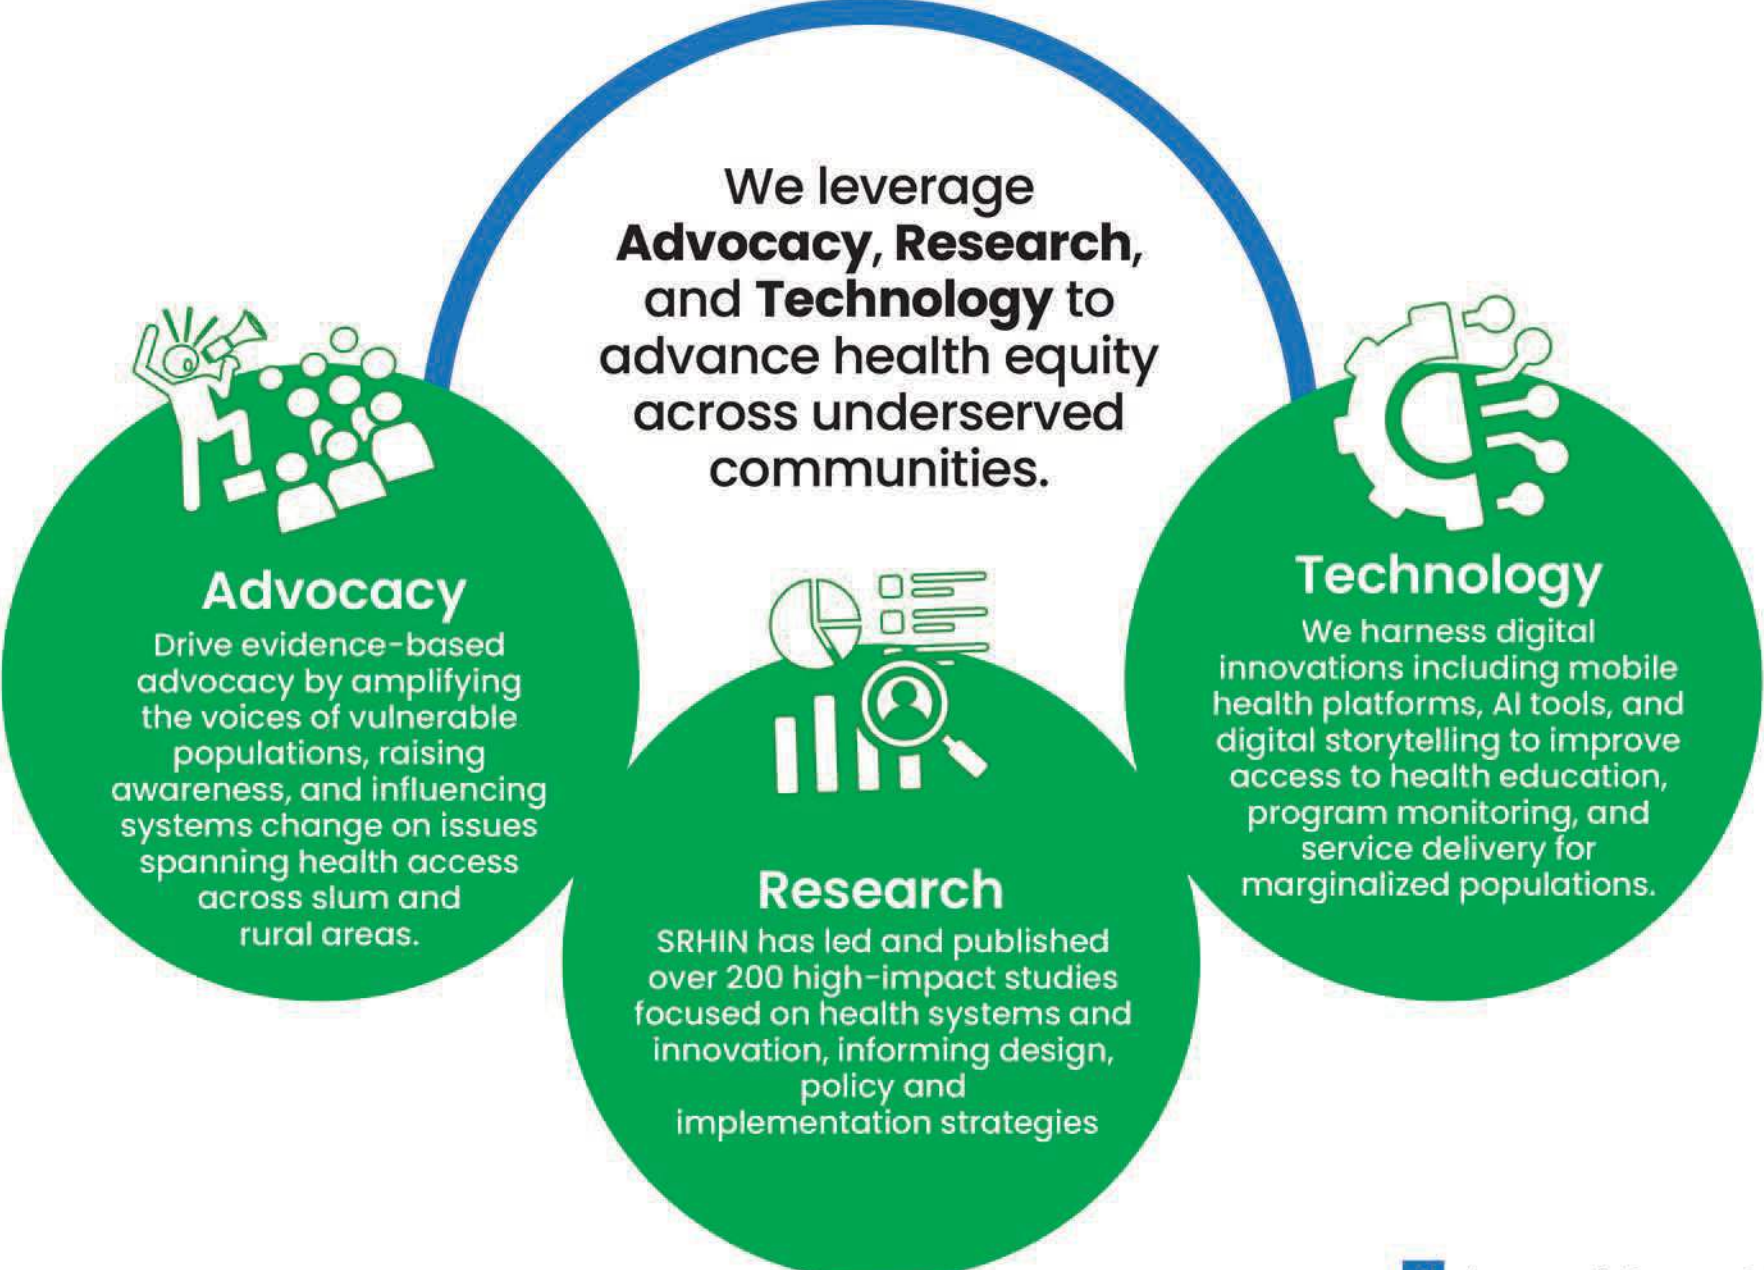 We leverage
Advocacy, Research,
and Technology to
advance health equity
across underserved
communities.
Advocacy
Drive evidence-based
advocacy by amplifying
the voices of vulnerable
populations, raising
awareness, and influencing
systems change on issues
spanning health access
across slum and
rural areas.
Research
SRHIN has led and published
over 200 high-impact studies
focused on health systems and
innovation, informing design,
policy and
implementation strategies
Technology
We harness digital
innovations including mobile
health platforms, AI tools, and
digital storytelling to improve
access to health education,
program monitoring, and
service delivery for
marginalized populations.